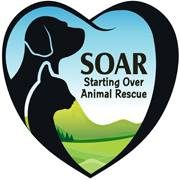 SOAR
Starting Over
Animal Rescue